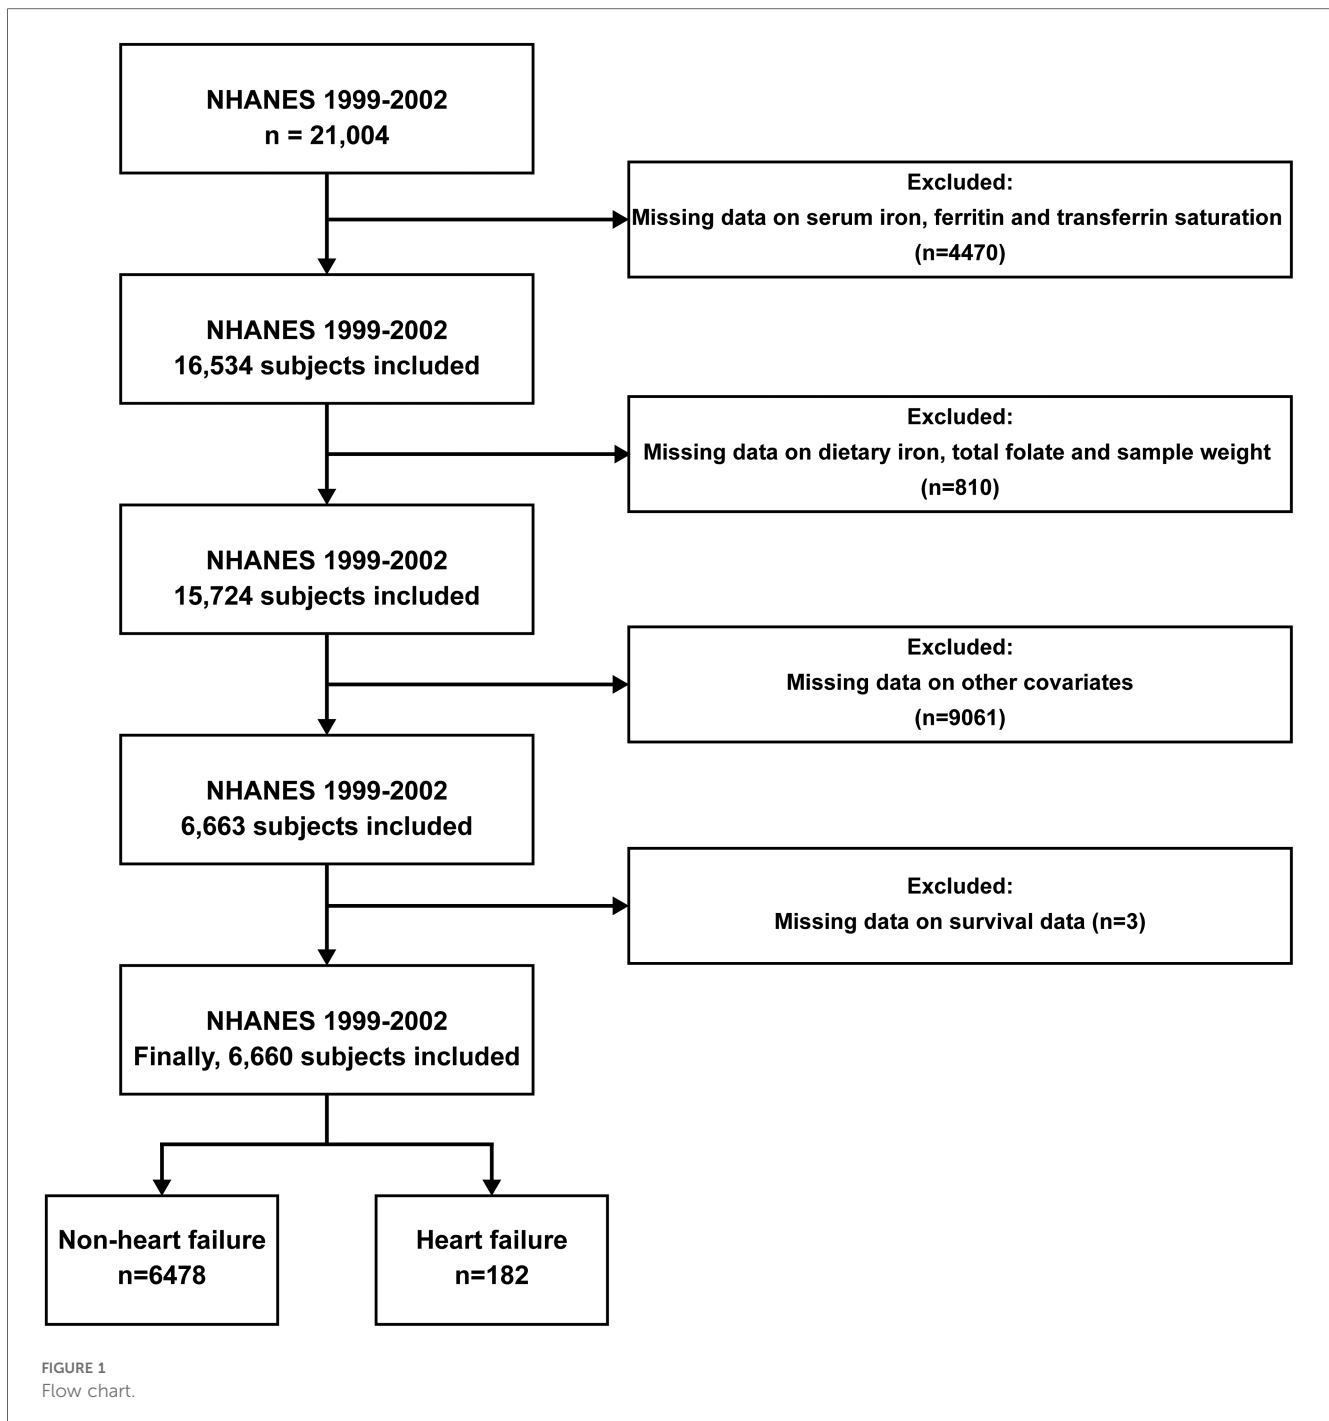 NHANES 1999-2002
n = 21,004
Excluded:
Missing data on serum iron, ferritin and transferrin saturation
(n=4470)
NHANES 1999-2002
16,534 subjects included
Excluded:
Missing data on dietary iron, total folate and sample weight
(n=810)
NHANES 1999-2002
15,724 subjects included
Excluded:
Missing data on other covariates
(n=9061)
NHANES 1999-2002
6,663 subjects included
Excluded:
Missing data on survival data (n=3)
NHANES 1999-2002
Finally, 6,660 subjects included
Non-heart failure
n=6478
Heart failure
n=182
FIGURE 1
Flow chart.